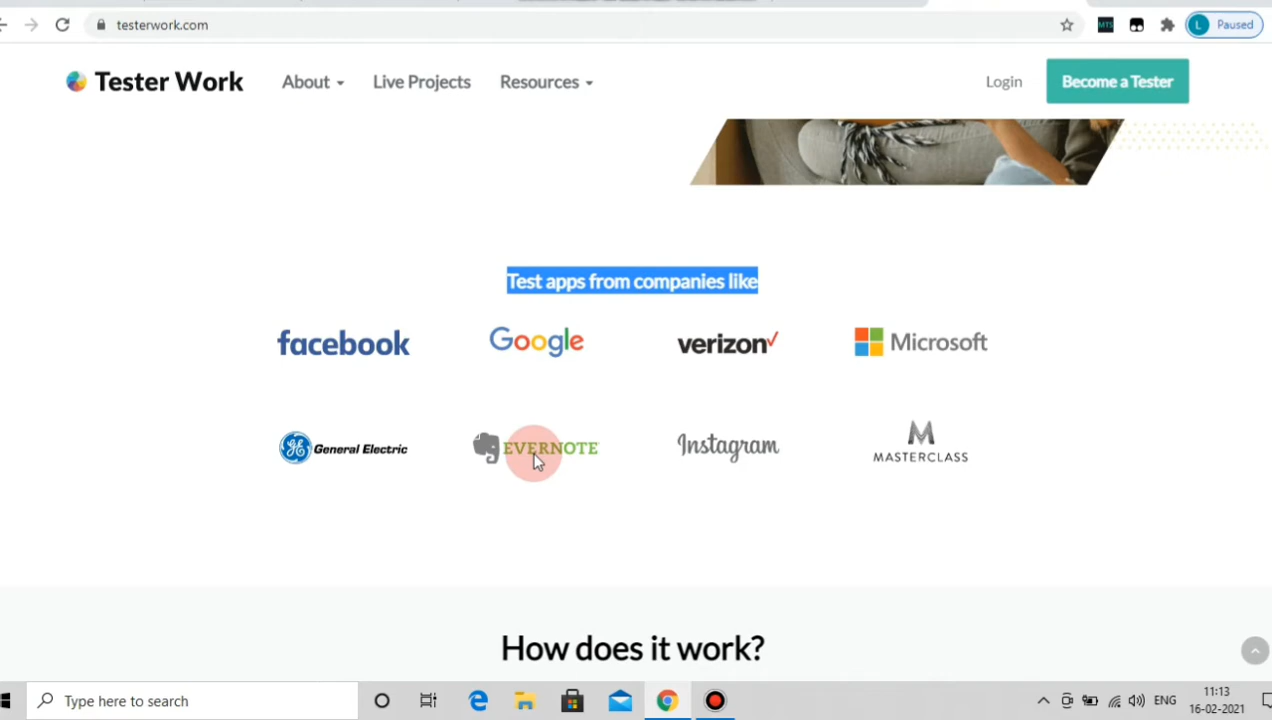 testerwork.com
MTS
L
Paused
Tester Work
About
Live Projects
Resources
Login
Become a Tester
Test apps from companies like
facebook
Google
verizon
Microsoft
GE General Electric
EVERNOTE
Instagram
M
MASTERCLASS
How does it work?
Type here to search
ENG
11:13
16-02-2021